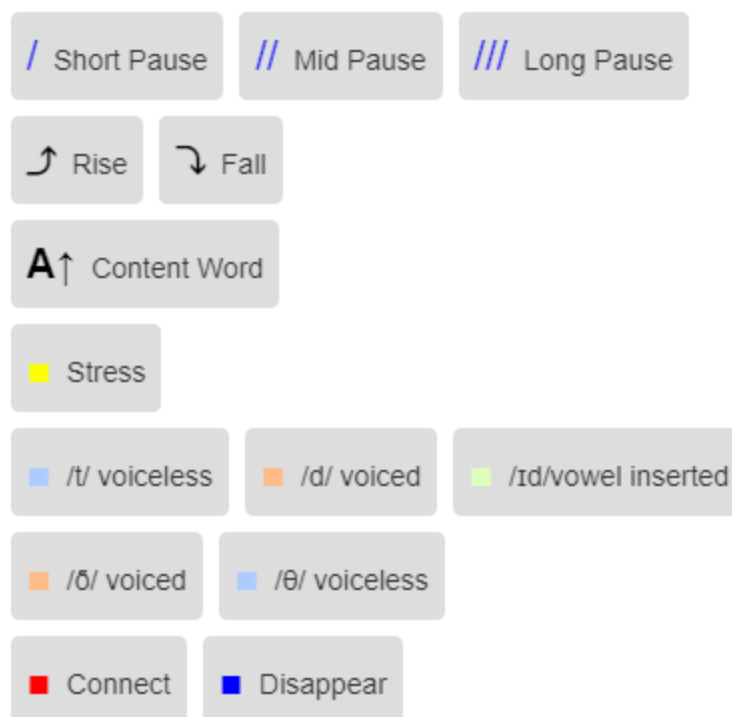 / Short Pause // Mid Pause /// Long Pause
⤴ Rise ⤵ Fall
A↑ Content Word
Stress
/t/ voiceless /d/ voiced /ɪd/vowel inserted
/ð/ voiced /θ/ voiceless
Connect Disappear